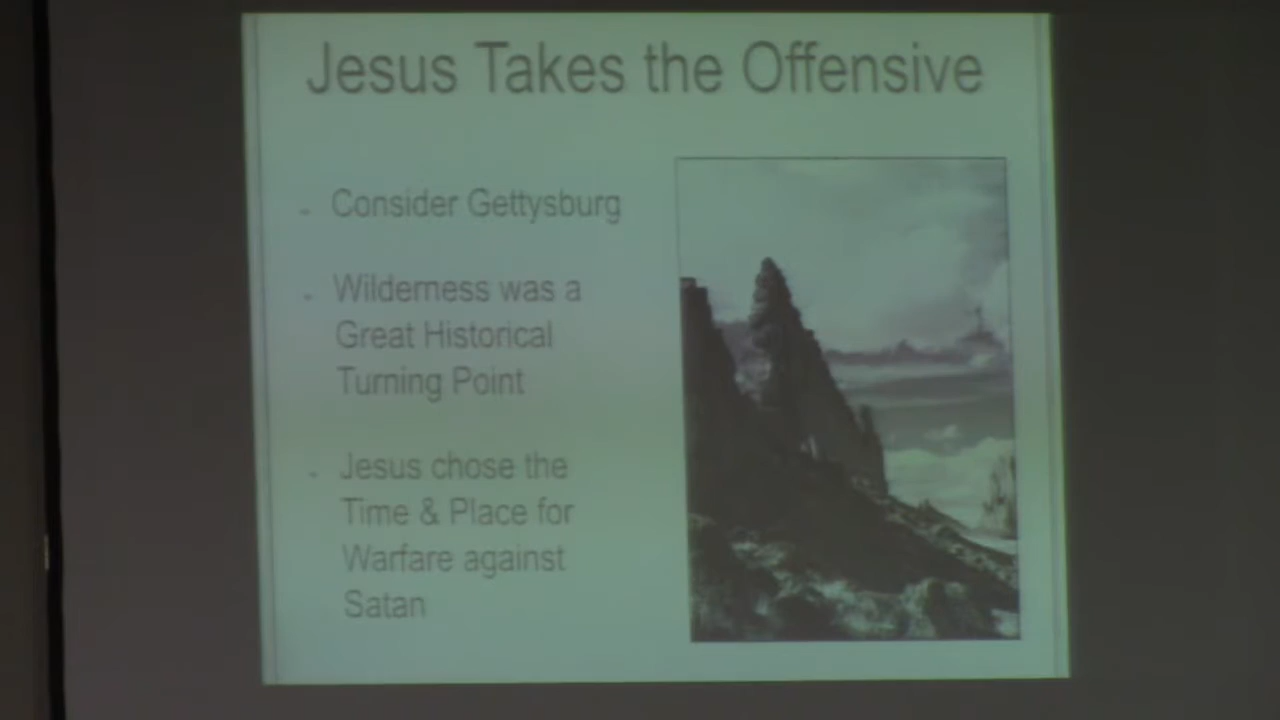 Jesus Takes the Offensive
- Consider Gettysburg
- Wilderness was a
Great Historical
Turning Point
- Jesus chose the
Time & Place for
Warfare against
Satan